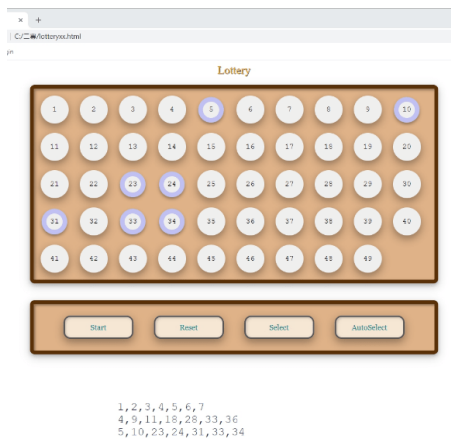 × +
C:/二番/lotteryxx.html
gin
Lottery
1 2 3 4 5 6 7 8 9 10
11 12 13 14 15 16 17 18 19 20
21 22 23 24 25 26 27 28 29 30
31 32 33 34 35 36 37 38 39 40
41 42 43 44 45 46 47 48 49
Start Reset Select AutoSelect
1,2,3,4,5,6,7
4,9,11,18,28,33,36
5,10,23,24,31,33,34